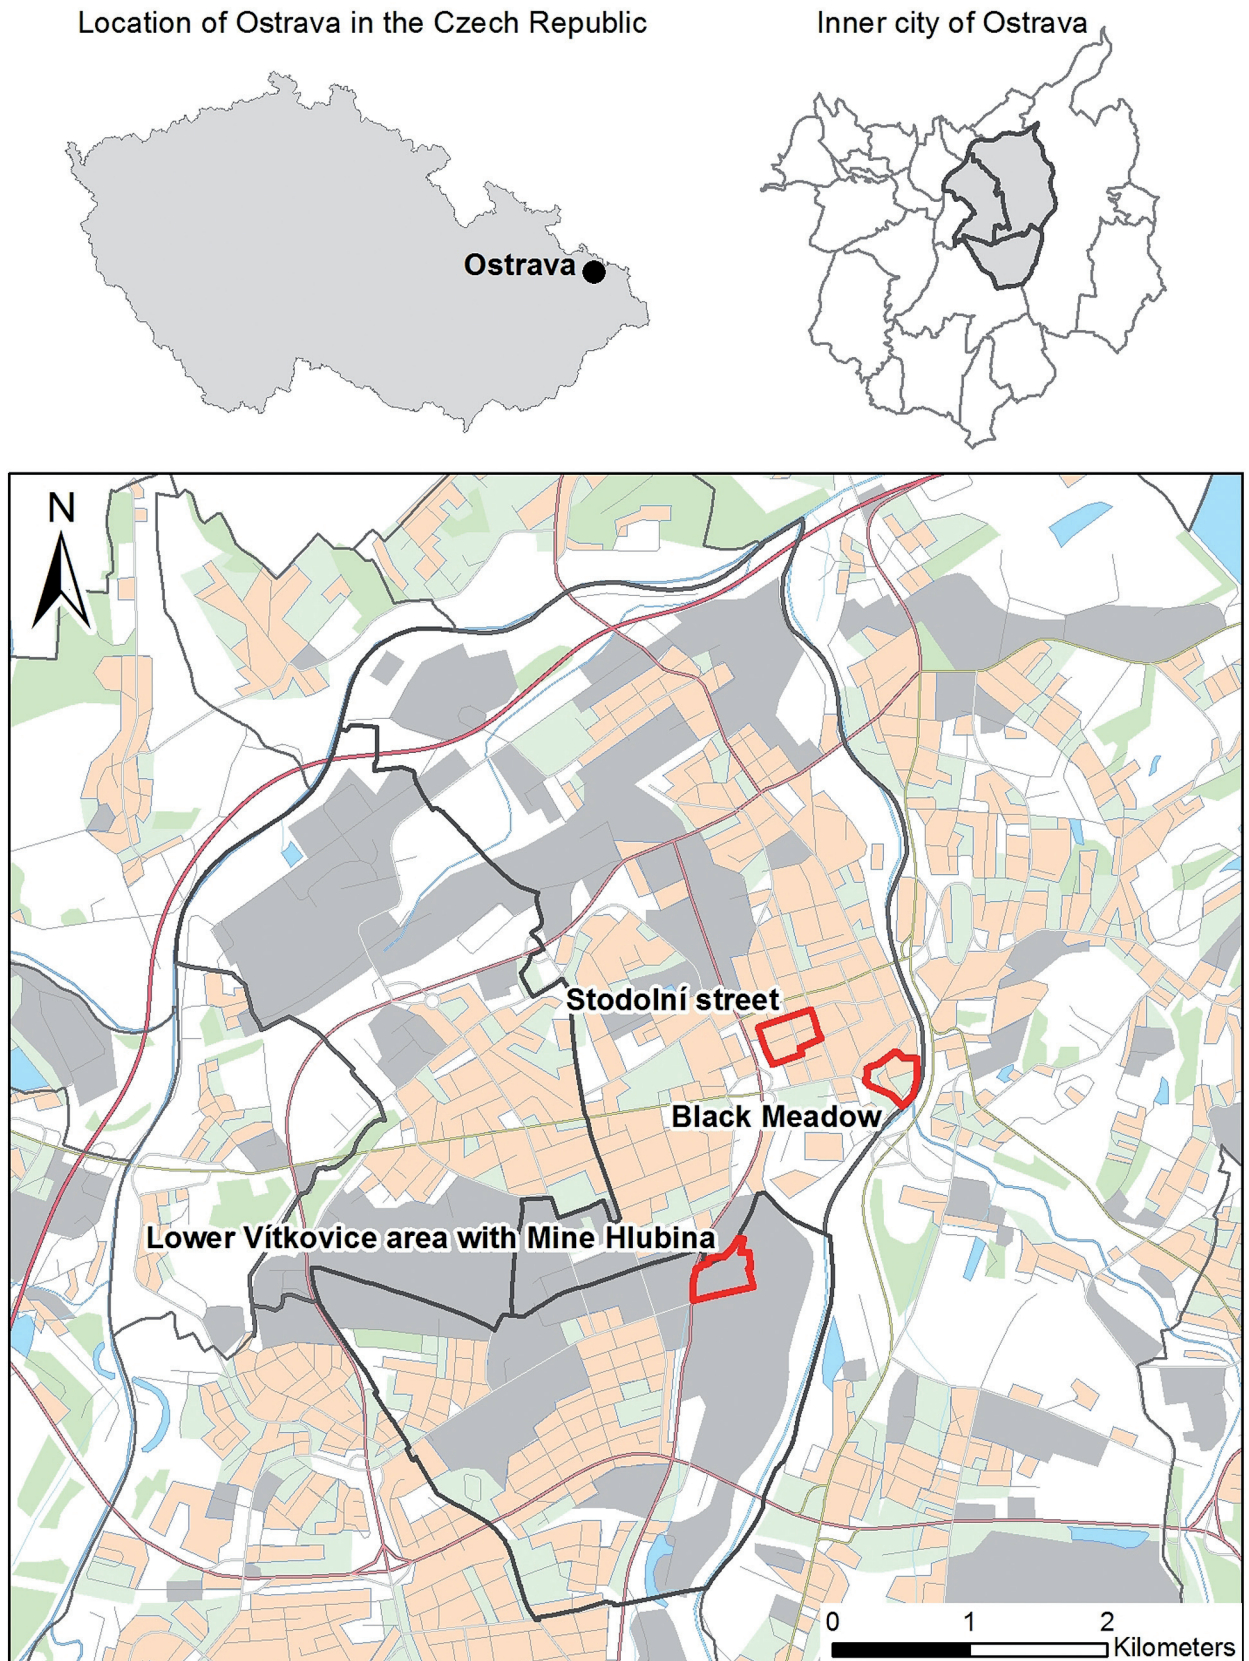 Location of Ostrava in the Czech Republic
Inner city of Ostrava
Ostrava
N
Stodolní street
Black Meadow
Lower Vítkovice area with Mine Hlubina
0 1 2
Kilometers